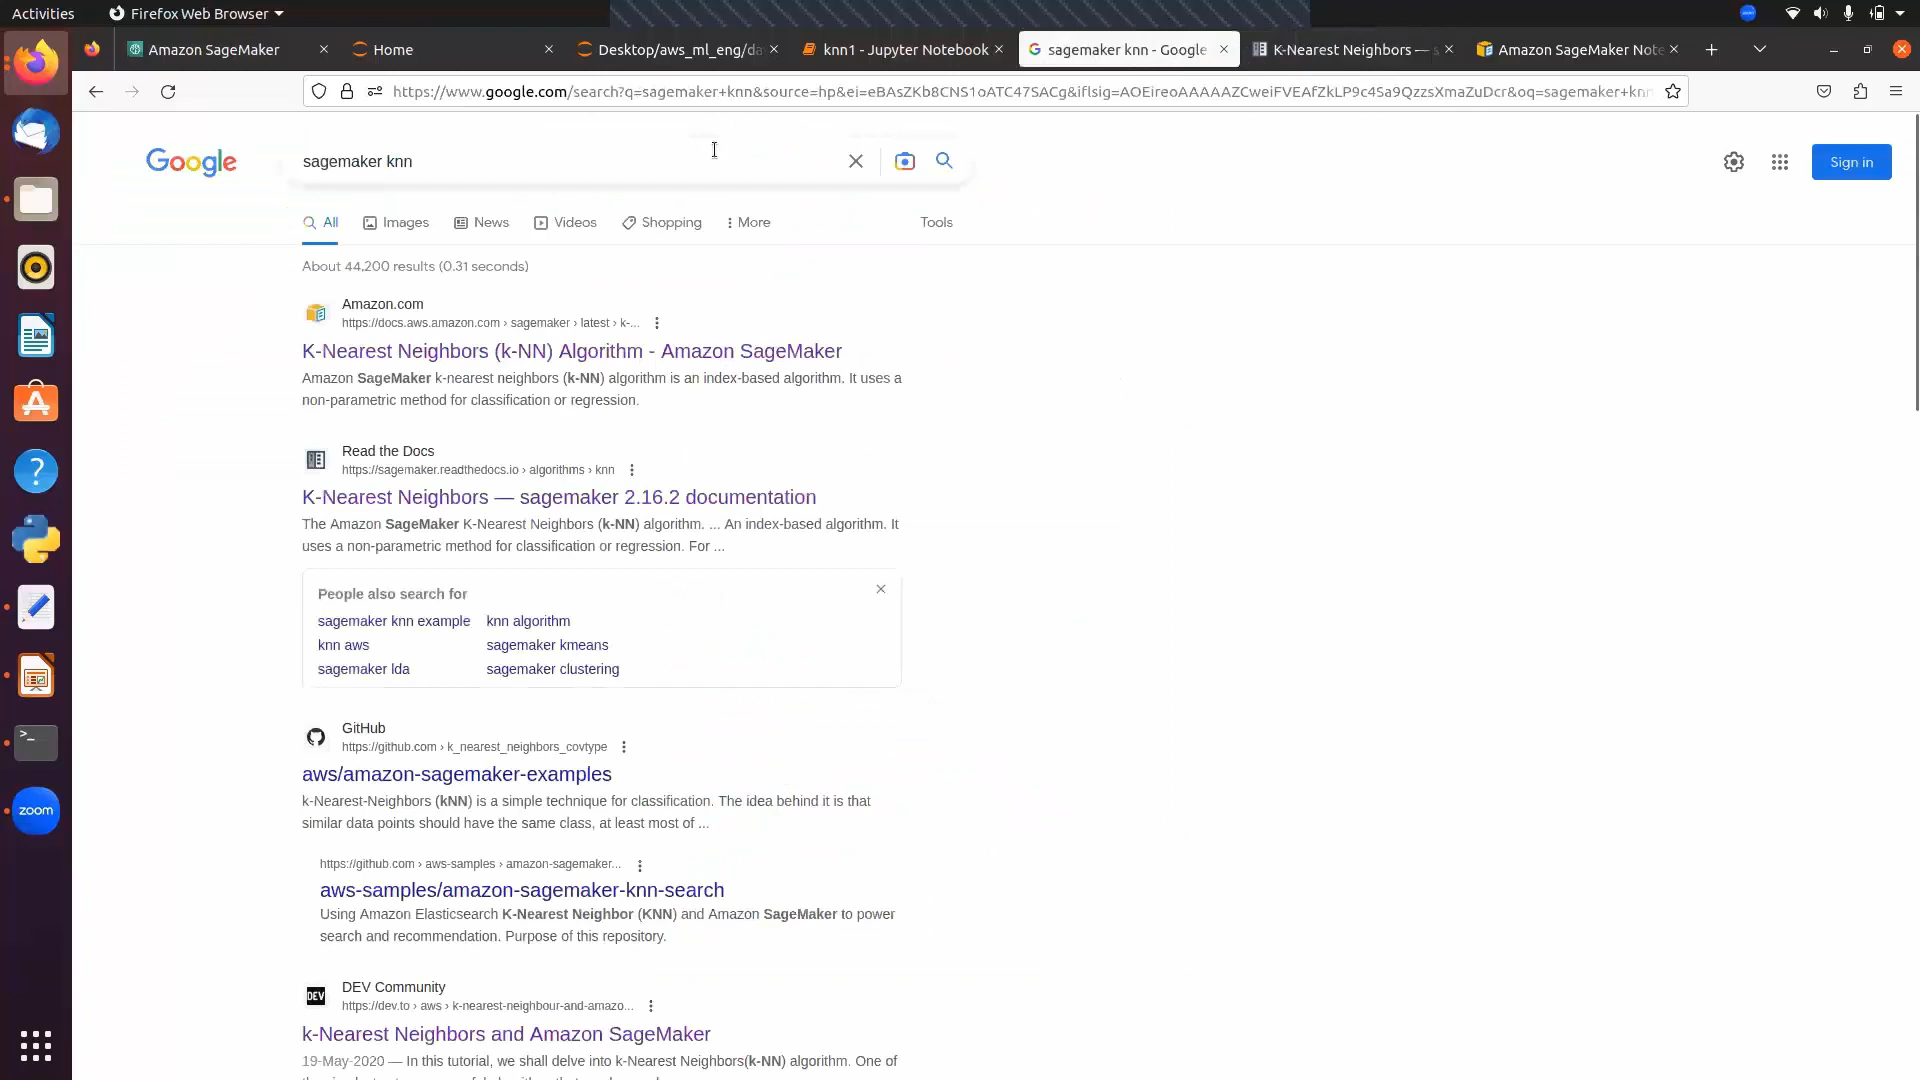 Activities
Firefox Web Browser
Amazon SageMaker
Home
Desktop/aws_ml_eng/da
knn1 - Jupyter Notebook
sagemaker knn - Google
K-Nearest Neighbors — s
Amazon SageMaker Note
https://www.google.com/search?q=sagemaker+knn&source=hp&ei=eBAsZKb8CNS1oATC47SACg&iflsig=AOEireoAAAAAZCweiFVEAfZkLP9c4Sa9QzzsXmaZuDcr&oq=sagemaker+knn
Google
sagemaker knn
Sign in
All
Images
News
Videos
Shopping
More
Tools
About 44,200 results (0.31 seconds)
Amazon.com
https://docs.aws.amazon.com › sagemaker › latest › k-...
K-Nearest Neighbors (k-NN) Algorithm - Amazon SageMaker
Amazon SageMaker k-nearest neighbors (k-NN) algorithm is an index-based algorithm. It uses a
non-parametric method for classification or regression.
Read the Docs
https://sagemaker.readthedocs.io › algorithms › knn
K-Nearest Neighbors — sagemaker 2.16.2 documentation
The Amazon SageMaker K-Nearest Neighbors (k-NN) algorithm. ... An index-based algorithm. It
uses a non-parametric method for classification or regression. For ...
People also search for
sagemaker knn example
knn algorithm
knn aws
sagemaker kmeans
sagemaker lda
sagemaker clustering
GitHub
https://github.com › k_nearest_neighbors_covtype
aws/amazon-sagemaker-examples
k-Nearest-Neighbors (kNN) is a simple technique for classification. The idea behind it is that
similar data points should have the same class, at least most of ...
https://github.com › aws-samples › amazon-sagemaker...
aws-samples/amazon-sagemaker-knn-search
Using Amazon Elasticsearch K-Nearest Neighbor (KNN) and Amazon SageMaker to power
search and recommendation. Purpose of this repository.
DEV
DEV Community
https://dev.to › aws › k-nearest-neighbour-and-amazo...
k-Nearest Neighbors and Amazon SageMaker
19-May-2020 — In this tutorial, we shall delve into k-Nearest Neighbors(k-NN) algorithm. One of
zoom